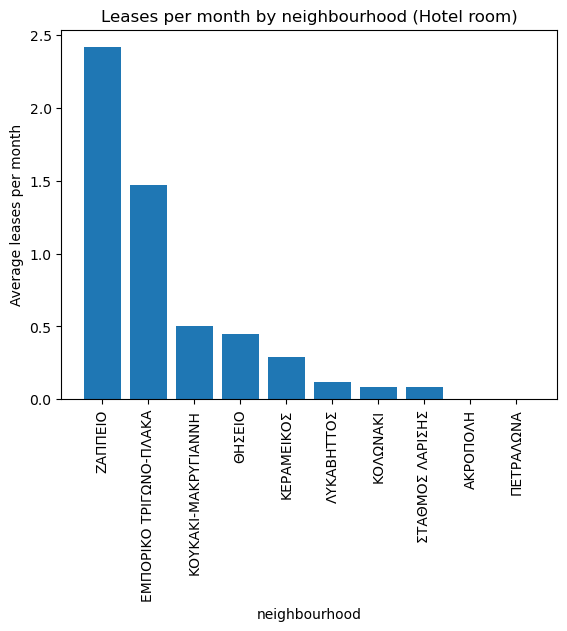 Leases per month by neighbourhood (Hotel room)
Average leases per month
2.5
2.0
1.5
1.0
0.5
0.0
ΖΑΠΠΕΙΟ
ΕΜΠΟΡΙΚΟ ΤΡΙΓΩΝΟ-ΠΛΑΚΑ
ΚΟΥΚΑΚΙ-ΜΑΚΡΥΓΙΑΝΝΗ
ΘΗΣΕΙΟ
ΚΕΡΑΜΕΙΚΟΣ
ΛΥΚΑΒΗΤΤΟΣ
ΚΟΛΩΝΑΚΙ
ΣΤΑΘΜΟΣ ΛΑΡΙΣΗΣ
ΑΚΡΟΠΟΛΗ
ΠΕΤΡΑΛΩΝΑ
neighbourhood